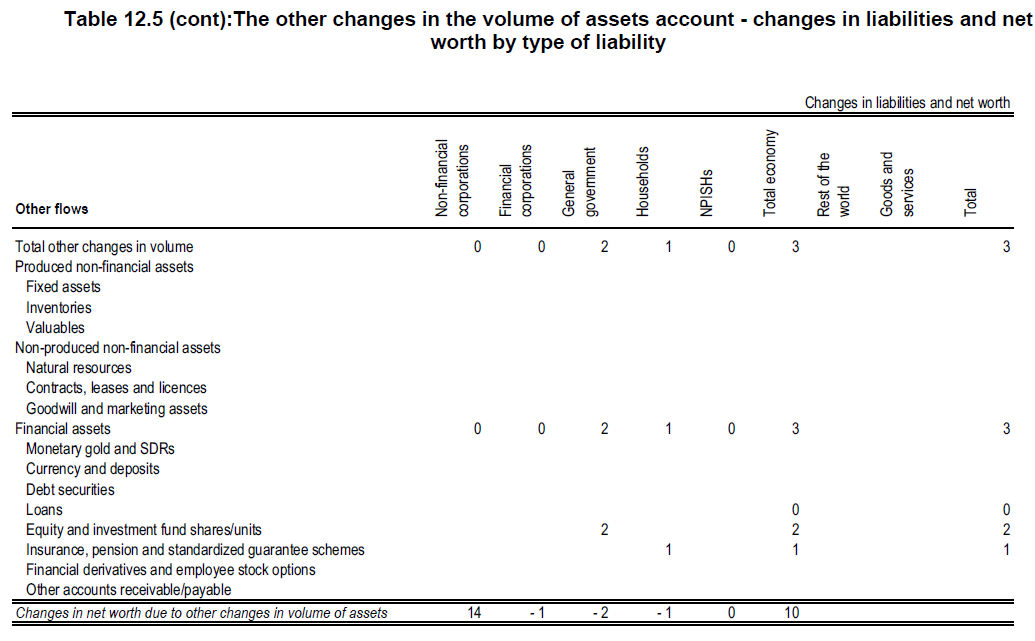 Table 12.5 (cont):The other changes in the volume of assets account - changes in liabilities and net
worth by type of liability
Changes in liabilities and net worth
Other flows Non-financial corporations Financial corporations General government Households NPISHs Total economy Rest of the world Goods and services Total
Total other changes in volume 0 0 2 1 0 3 3
Produced non-financial assets
Fixed assets
Inventories
Valuables
Non-produced non-financial assets
Natural resources
Contracts, leases and licences
Goodwill and marketing assets
Financial assets 0 0 2 1 0 3 3
Monetary gold and SDRs
Currency and deposits
Debt securities
Loans 0 0
Equity and investment fund shares/units 2 2 2
Insurance, pension and standardized guarantee schemes 1 1 1
Financial derivatives and employee stock options
Other accounts receivable/payable
Changes in net worth due to other changes in volume of assets 14 - 1 - 2 - 1 0 10